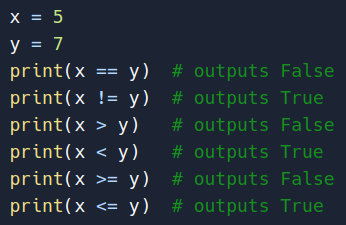 x = 5
y = 7
print(x == y)  # outputs False
print(x != y)  # outputs True
print(x > y)   # outputs False
print(x < y)   # outputs True
print(x >= y)  # outputs False
print(x <= y)  # outputs True